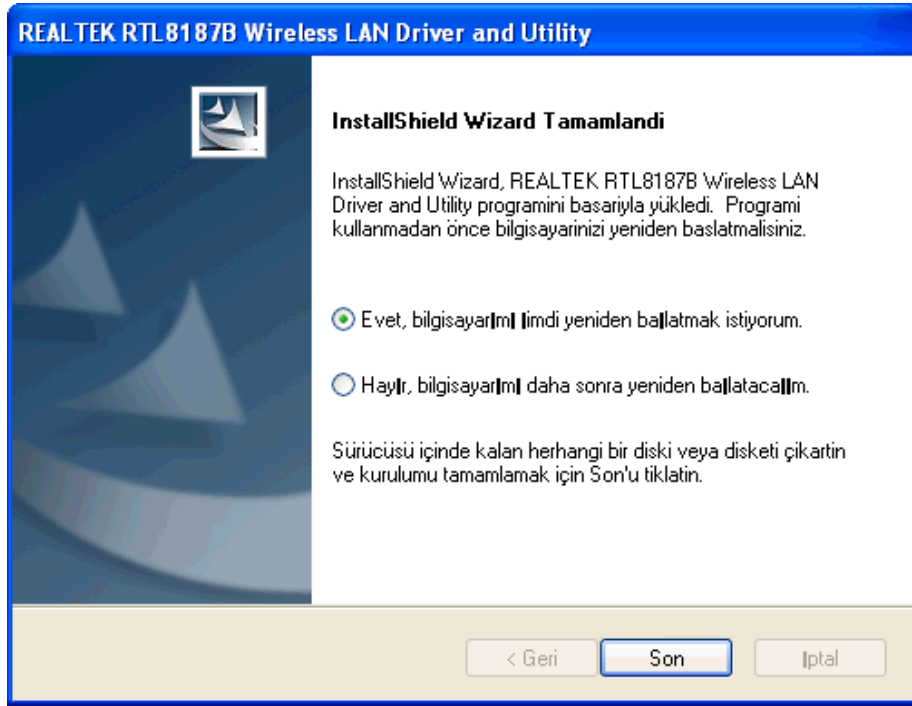 REALTEK RTL8187B Wireless LAN Driver and Utility
InstallShield Wizard Tamamlandi
InstallShield Wizard, REALTEK RTL8187B Wireless LAN
Driver and Utility programini basariyla yükledi. Programi
kullanmadan önce bilgisayarinizi yeniden baslatmalisiniz.
Evet, bilgisayar|m| |imdi yeniden ba|latmak istiyorum.
Hay|r, bilgisayar|m| daha sonra yeniden ba|lataca||m.
Sürücüsü içinde kalan herhangi bir diski veya disketi çikartin
ve kurulumu tamamlamak için Son'u tiklatin.
< Geri
Son
|ptal